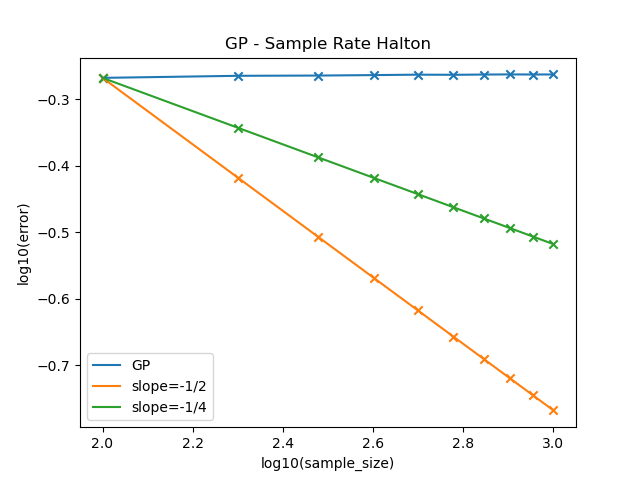 GP - Sample Rate Halton
log10(error)
−0.3
−0.4
−0.5
−0.6
−0.7
GP
slope=-1/2
slope=-1/4
2.0 2.2 2.4 2.6 2.8 3.0
log10(sample_size)